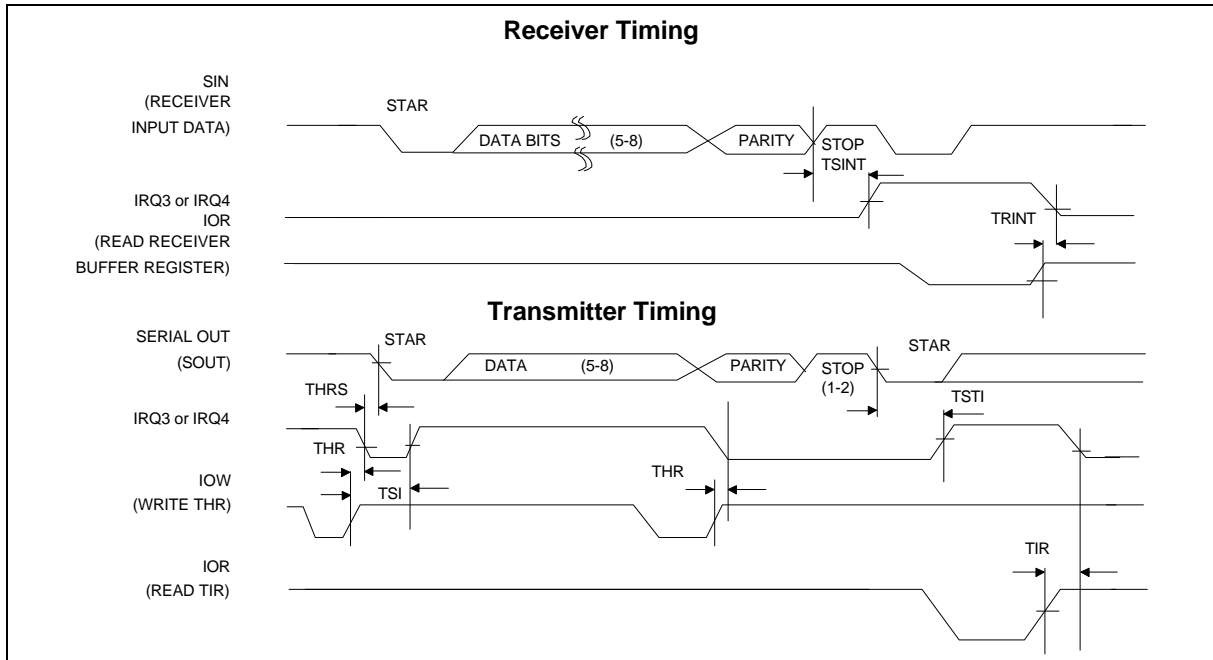 Receiver Timing
SIN
(RECEIVER
INPUT DATA)
STAR
DATA BITS (5-8)
PARITY
STOP
TSINT
IRQ3 or IRQ4
IOR
(READ RECEIVER
BUFFER REGISTER)
TRINT
Transmitter Timing
SERIAL OUT
(SOUT)
STAR
DATA (5-8)
PARITY
STOP
(1-2)
STAR
THRS
TSTI
IRQ3 or IRQ4
THR
THR
IOW
(WRITE THR)
TSI
TIR
IOR
(READ TIR)